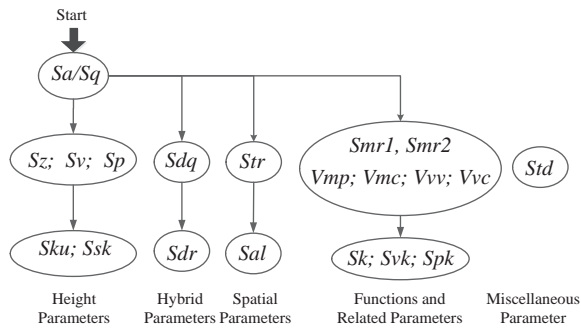 Start
Sa/Sq
Sz; Sv; Sp
Sdq
Str
Smr1, Smr2
Vmp; Vmc; Vvv; Vvc
Std
Sku; Ssk
Sdr
Sal
Sk; Svk; Spk
Height
Parameters
Hybrid
Parameters
Spatial
Parameters
Functions and
Related Parameters
Miscellaneous
Parameter